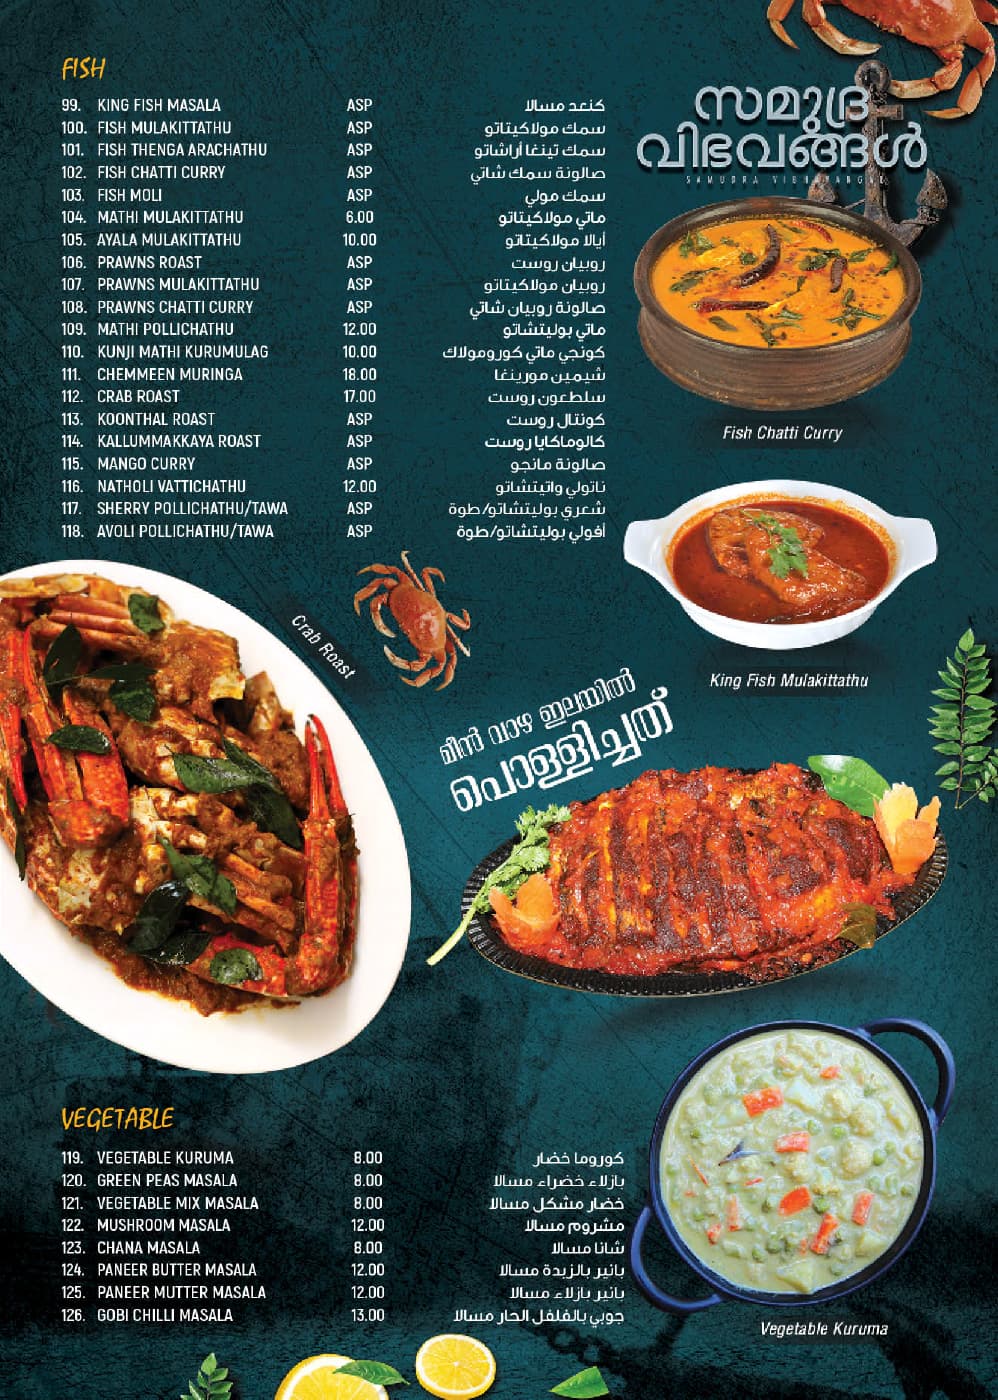 FISH
99. KING FISH MASALA ASP كنعد مسالا
100. FISH MULAKITTATHU ASP سمك مولاكيتاتو
101. FISH THENGA ARACHATHU ASP سمك تينغا أراشاتو
102. FISH CHATTI CURRY ASP صالونة سمك شاتي
103. FISH MOLI ASP سمك مولي
104. MATHI MULAKITTATHU 6.00 ماتي مولاكيتاتو
105. AYALA MULAKITTATHU 10.00 أيالا مولاكيتاتو
106. PRAWNS ROAST ASP روبيان روست
107. PRAWNS MULAKITTATHU ASP روبيان مولاكيتاتو
108. PRAWNS CHATTI CURRY ASP صالونة روبيان شاتي
109. MATHI POLLICHATHU 12.00 ماتي بوليتشاتو
110. KUNJI MATHI KURUMULAG 10.00 كونجي ماتي كورومولاك
111. CHEMMEEN MURINGA 18.00 شيمين مورينغا
112. CRAB ROAST 17.00 سلطعون روست
113. KOONTHAL ROAST ASP كونتال روست
114. KALLUMMAKKAYA ROAST ASP كالوماكايا روست
115. MANGO CURRY ASP صالونة مانجو
116. NATHOLI VATTICHATHU 12.00 ناتولي واتيتشاتو
117. SHERRY POLLICHATHU/TAWA ASP شعري بوليتشاتو/طوة
118. AVOLI POLLICHATHU/TAWA ASP أفولي بوليتشاتو/طوة
സമുദ്ര
വിഭവങ്ങൾ
SAMUDRA VIBHAVANGAL
Fish Chatti Curry
King Fish Mulakittathu
Crab Roast
മീൻ വാഴ ഇലയിൽ
പൊള്ളിച്ചത്
VEGETABLE
119. VEGETABLE KURUMA 8.00 كوروما خضار
120. GREEN PEAS MASALA 8.00 بازلاء خضراء مسالا
121. VEGETABLE MIX MASALA 8.00 خضار مشكل مسالا
122. MUSHROOM MASALA 12.00 مشروم مسالا
123. CHANA MASALA 8.00 شانا مسالا
124. PANEER BUTTER MASALA 12.00 بانير بالزبدة مسالا
125. PANEER MUTTER MASALA 12.00 بانير بازلاء مسالا
126. GOBI CHILLI MASALA 13.00 جوبي بالفلفل الحار مسالا
Vegetable Kuruma